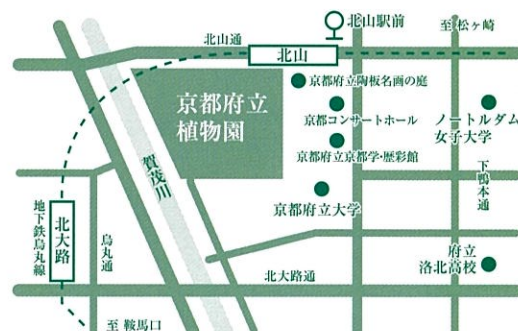 北山駅前
至 松ヶ崎
北山通
北山
京都府立陶板名画の庭
京都府立
植物園
京都コンサートホール
ノートルダム
女子大学
京都府立京都学・歴彩館
賀茂川
下鴨本通
京都府立大学
北大路
地下鉄烏丸線
烏丸通
府立
洛北高校
北大路通
至 鞍馬口